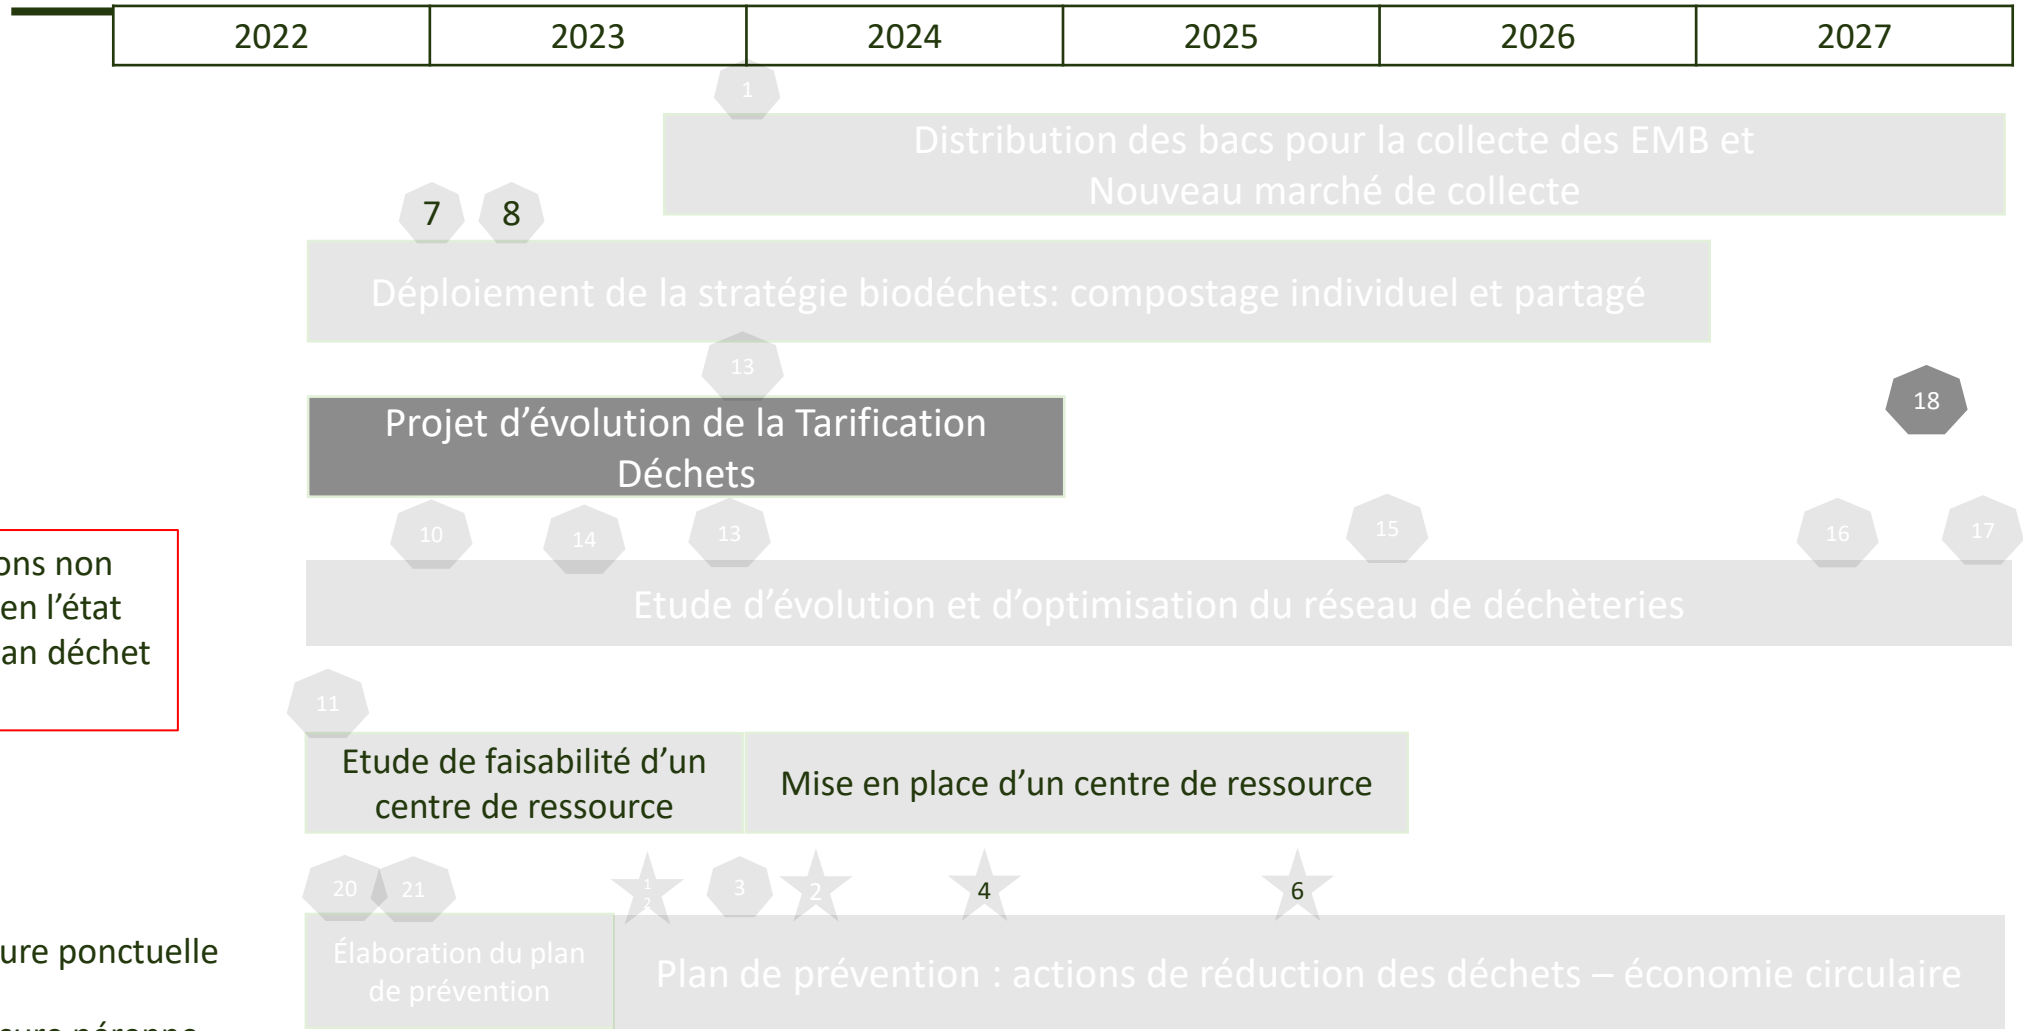 2022 2023 2024 2025 2026 2027
1
Distribution des bacs pour la collecte des EMB et
Nouveau marché de collecte
7 8
Déploiement de la stratégie biodéchets: compostage individuel et partagé
13
18
Projet d’évolution de la Tarification
Déchets
10 14 13 15 16 17
ons non
en l’état
an déchet
Etude d’évolution et d’optimisation du réseau de déchèteries
11
Etude de faisabilité d’un
centre de ressource
Mise en place d’un centre de ressource
20 21 1 3 2 4 6
2
ure ponctuelle
Élaboration du plan
de prévention
Plan de prévention : actions de réduction des déchets – économie circulaire